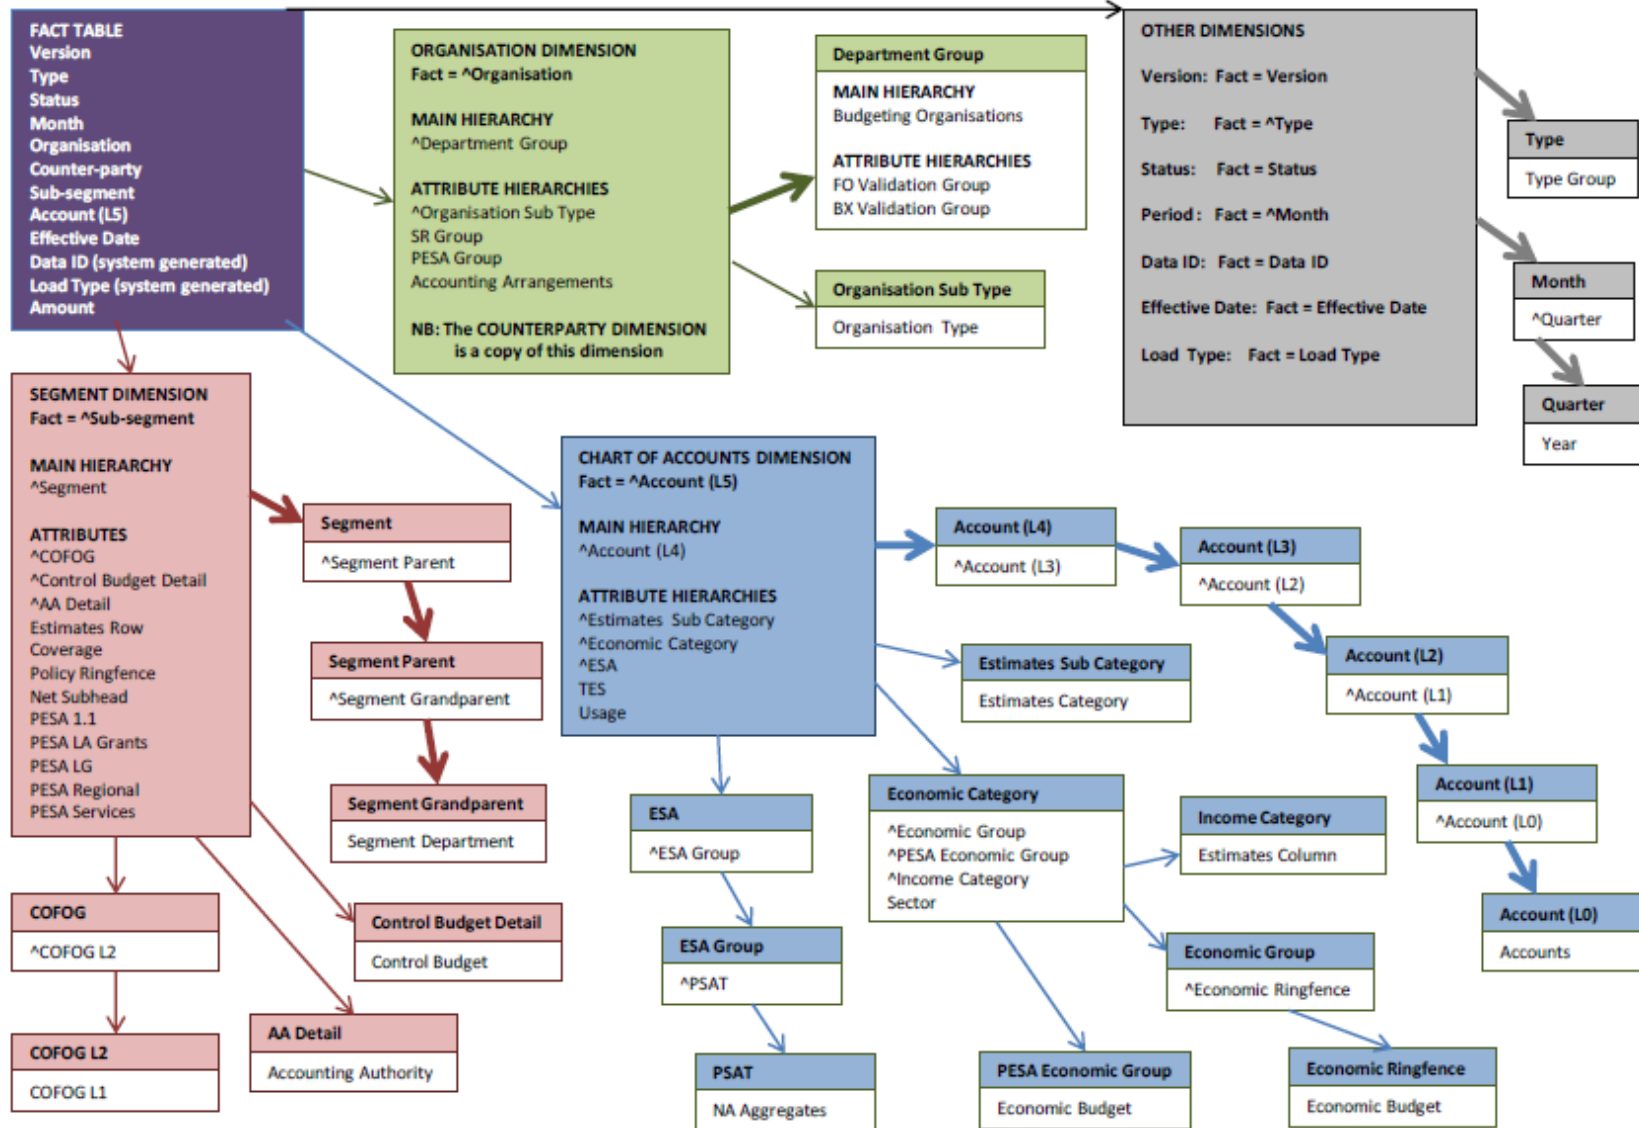 FACT TABLE
Version
Type
Status
Month
Organisation
Counter-party
Sub-segment
Account (L5)
Effective Date
Data ID (system generated)
Load Type (system generated)
Amount
ORGANISATION DIMENSION
Fact = ^Organisation
MAIN HIERARCHY
^Department Group
ATTRIBUTE HIERARCHIES
^Organisation Sub Type
SR Group
PESA Group
Accounting Arrangements
NB: The COUNTERPARTY DIMENSION
is a copy of this dimension
Department Group
MAIN HIERARCHY
Budgeting Organisations
ATTRIBUTE HIERARCHIES
FO Validation Group
BX Validation Group
Organisation Sub Type
Organisation Type
OTHER DIMENSIONS
Version: Fact = Version
Type: Fact = ^Type
Status: Fact = Status
Period : Fact = ^Month
Data ID: Fact = Data ID
Effective Date: Fact = Effective Date
Load Type: Fact = Load Type
Type
Type Group
Month
^Quarter
Quarter
Year
SEGMENT DIMENSION
Fact = ^Sub-segment
MAIN HIERARCHY
^Segment
ATTRIBUTES
^COFOG
^Control Budget Detail
^AA Detail
Estimates Row
Coverage
Policy Ringfence
Net Subhead
PESA 1.1
PESA LA Grants
PESA LG
PESA Regional
PESA Services
Segment
^Segment Parent
Segment Parent
^Segment Grandparent
Segment Grandparent
Segment Department
COFOG
^COFOG L2
COFOG L2
COFOG L1
Control Budget Detail
Control Budget
AA Detail
Accounting Authority
CHART OF ACCOUNTS DIMENSION
Fact = ^Account (L5)
MAIN HIERARCHY
^Account (L4)
ATTRIBUTE HIERARCHIES
^Estimates Sub Category
^Economic Category
^ESA
TES
Usage
Account (L4)
^Account (L3)
Account (L3)
^Account (L2)
Account (L2)
^Account (L1)
Account (L1)
^Account (L0)
Account (L0)
Accounts
Estimates Sub Category
Estimates Category
ESA
^ESA Group
ESA Group
^PSAT
PSAT
NA Aggregates
Economic Category
^Economic Group
^PESA Economic Group
^Income Category
Sector
Income Category
Estimates Column
Economic Group
^Economic Ringfence
PESA Economic Group
Economic Budget
Economic Ringfence
Economic Budget